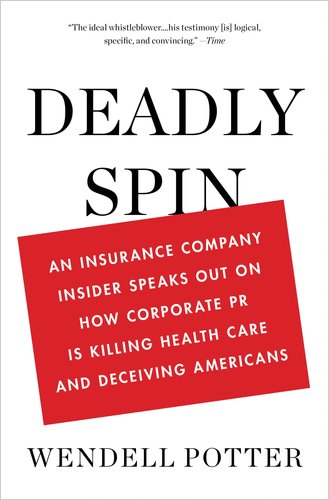 "The ideal whistleblower....his testimony [is] logical,
specific, and convincing." —Time
DEADLY
SPIN
AN INSURANCE COMPANY
INSIDER SPEAKS OUT ON
HOW CORPORATE PR
IS KILLING HEALTH CARE
AND DECEIVING AMERICANS
WENDELL POTTER